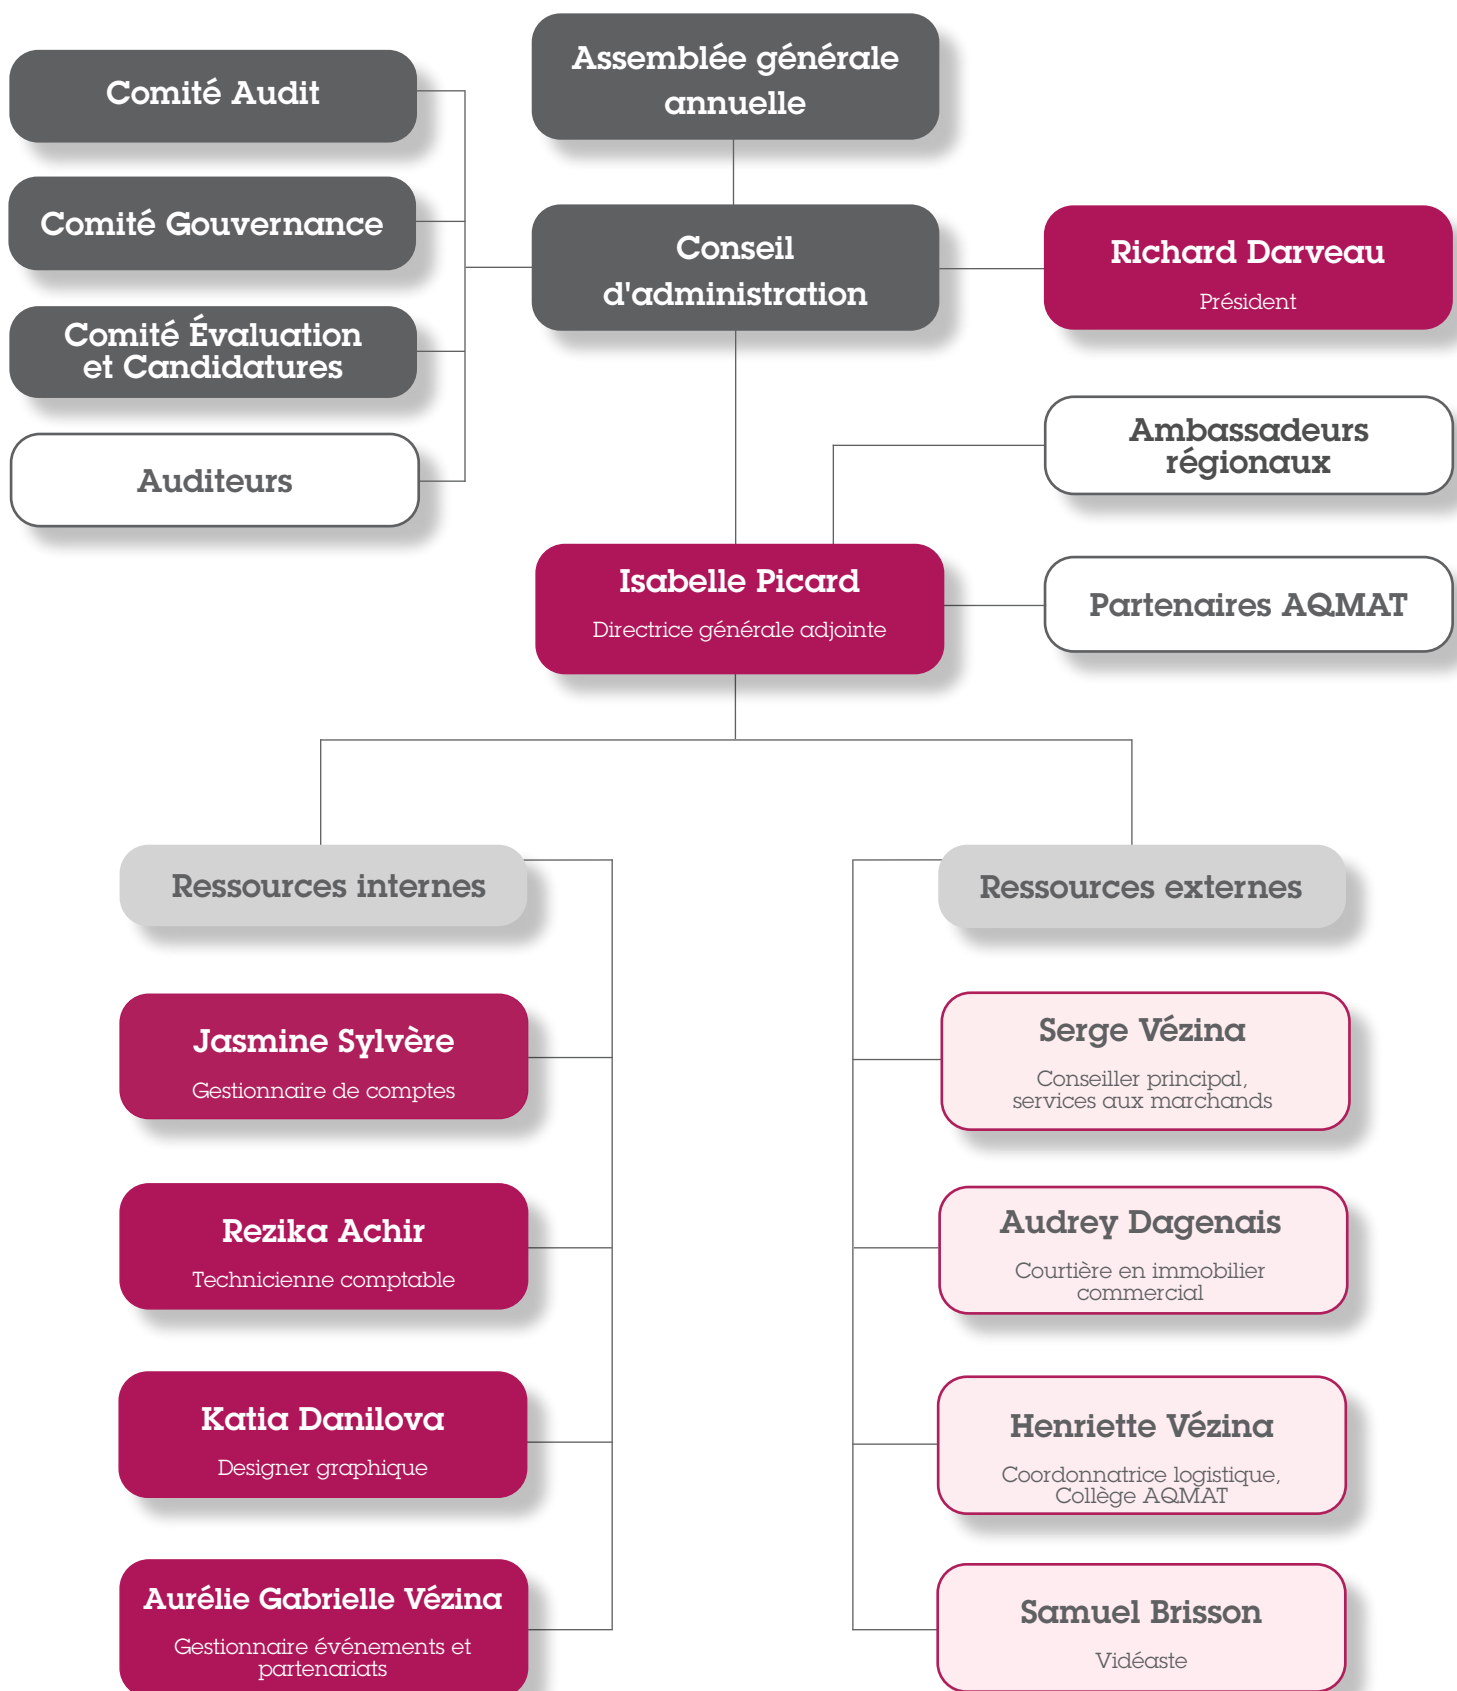 Assemblée générale
annuelle
Comité Audit
Comité Gouvernance
Comité Évaluation
et Candidatures
Auditeurs
Conseil
d'administration
Richard Darveau
Président
Ambassadeurs
régionaux
Isabelle Picard
Directrice générale adjointe
Partenaires AQMAT
Ressources internes
Jasmine Sylvère
Gestionnaire de comptes
Rezika Achir
Technicienne comptable
Katia Danilova
Designer graphique
Aurélie Gabrielle Vézina
Gestionnaire événements et
partenariats
Ressources externes
Serge Vézina
Conseiller principal,
services aux marchands
Audrey Dagenais
Courtière en immobilier
commercial
Henriette Vézina
Coordonnatrice logistique,
Collège AQMAT
Samuel Brisson
Vidéaste